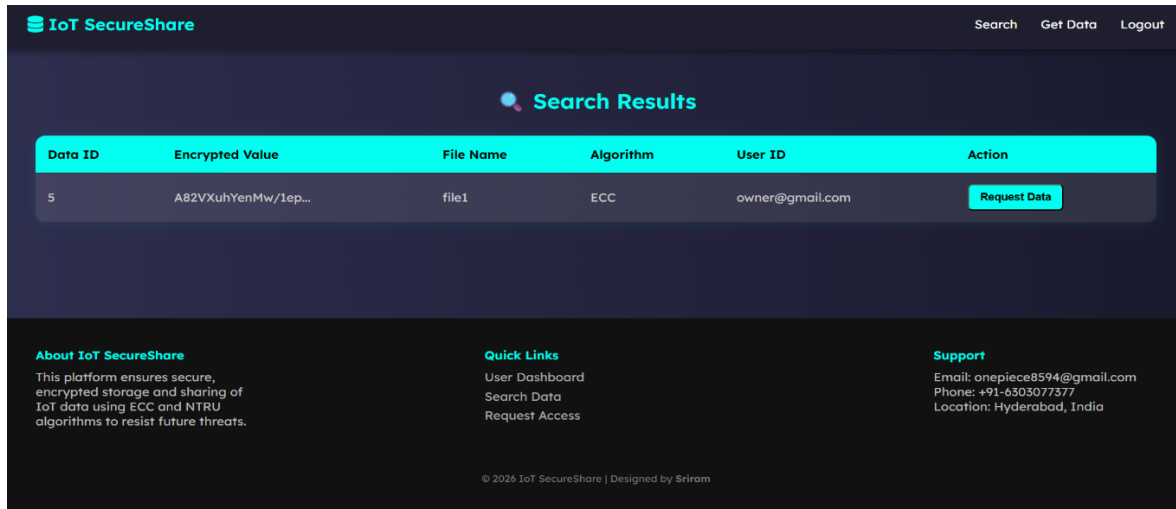 IoT SecureShare
Search Get Data Logout
Search Results
Data ID Encrypted Value File Name Algorithm User ID Action
5 A82VXuhYenMw/1ep... file1 ECC owner@gmail.com Request Data
About IoT SecureShare
This platform ensures secure,
encrypted storage and sharing of
IoT data using ECC and NTRU
algorithms to resist future threats.
Quick Links
User Dashboard
Search Data
Request Access
Support
Email: onepiece8594@gmail.com
Phone: +91-6303077377
Location: Hyderabad, India
© 2026 IoT SecureShare | Designed by Sriram